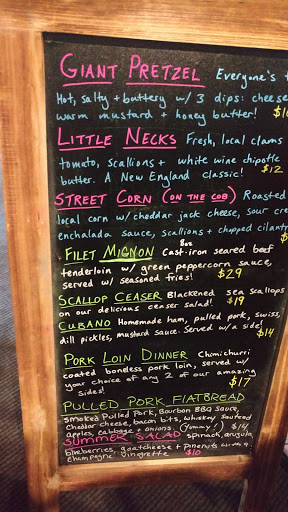 GIANT PRETZEL Everyone's
Hot, salty + buttery w/ 3 dips: cheese
warm mustard + honey butter!
LITTLE NECKS Fresh, local clams
tomato, scallions + white wine chipotle
butter. A New England classic! $12
STREET CORN (ON THE COB) Roasted
local corn w/ cheddar jack cheese, sour
enchalada sauce, scallions + chopped
FILET MIGNON 8oz Cast-iron seared beef
tenderloin w/ green peppercorn sauce,
served w/ seasoned fries! $29
SCALLOP CEASER Blackened sea scallops
on our delicious ceaser salad! $19
CUBANO Homemade ham, pulled pork, swiss,
dill pickles, mustard sauce. Served w/ a side! $14
PORK LOIN DINNER Chimichurri
coated boneless pork loin, served w/
your choice of any 2 of our amazing
sides! $17
PULLED PORK FLATBREAD
Smoked Pulled Pork, Bourbon BBQ Sauce,
Chedar cheese, bacon bits, whiskey Sauteed
apples, cabbage + onions. (Yummy!) $14
SUMMER SALAD spinach, arugula,
blueberries, goat cheese + pinenuts w/
champagne vingrette $10